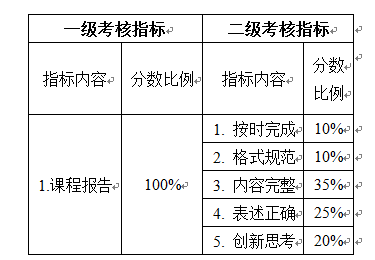 一级考核指标 二级考核指标
指标内容 分数比例 指标内容 分数
比例
1.课程报告 100% 1. 按时完成 10%
2. 格式规范 10%
3. 内容完整 35%
4. 表述正确 25%
5. 创新思考 20%